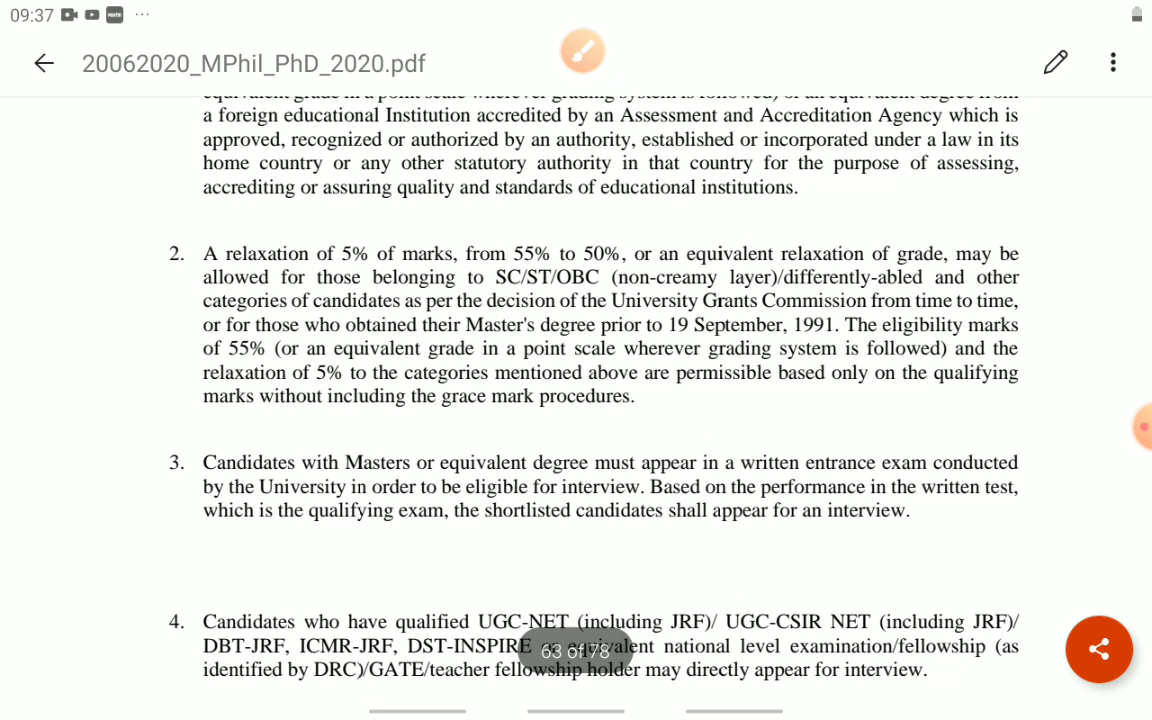 09:37
20062020_MPhil_PhD_2020.pdf
a foreign educational Institution accredited by an Assessment and Accreditation Agency which is
approved, recognized or authorized by an authority, established or incorporated under a law in its
home country or any other statutory authority in that country for the purpose of assessing,
accrediting or assuring quality and standards of educational institutions.
2. A relaxation of 5% of marks, from 55% to 50%, or an equivalent relaxation of grade, may be
allowed for those belonging to SC/ST/OBC (non-creamy layer)/differently-abled and other
categories of candidates as per the decision of the University Grants Commission from time to time,
or for those who obtained their Master's degree prior to 19 September, 1991. The eligibility marks
of 55% (or an equivalent grade in a point scale wherever grading system is followed) and the
relaxation of 5% to the categories mentioned above are permissible based only on the qualifying
marks without including the grace mark procedures.
3. Candidates with Masters or equivalent degree must appear in a written entrance exam conducted
by the University in order to be eligible for interview. Based on the performance in the written test,
which is the qualifying exam, the shortlisted candidates shall appear for an interview.
4. Candidates who have qualified UGC-NET (including JRF)/ UGC-CSIR NET (including JRF)/
DBT-JRF, ICMR-JRF, DST-INSPIRE or equivalent national level examination/fellowship (as
identified by DRC)/GATE/teacher fellowship holder may directly appear for interview.
63 of 78